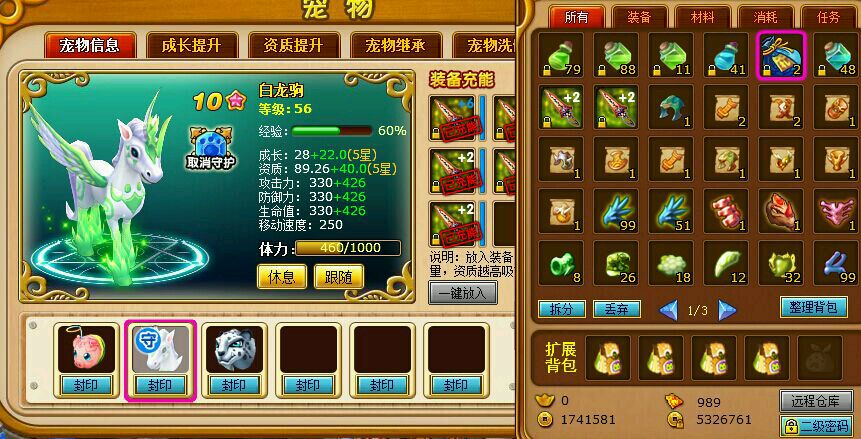 宠物
宠物信息 成长提升 资质提升 宠物继承 宠物洗
10
白龙驹
等级:56
经验: 60%
取消守护
成长: 28+22.0(5星)
资质: 89.26+40.0(5星)
攻击力: 330+426
防御力: 330+426
生命值: 330+426
移动速度: 250
体力: 460/1000
休息 跟随
装备充能
+2
+2
说明: 放入装备
量，资质越高吸
一键放入
守
封印 封印 封印 封印 封印 封印
所有 装备 材料 消耗 任务
79 88 11 41 2 48
+2 +2 1 2 2 2
1 1 1 1 1 1
1 99 51 1 1 1
8 26 18 12 32 99
拆分 丢弃 1/3 整理背包
扩展
背包
0 989 远程仓库
1741581 5326761 二级密码